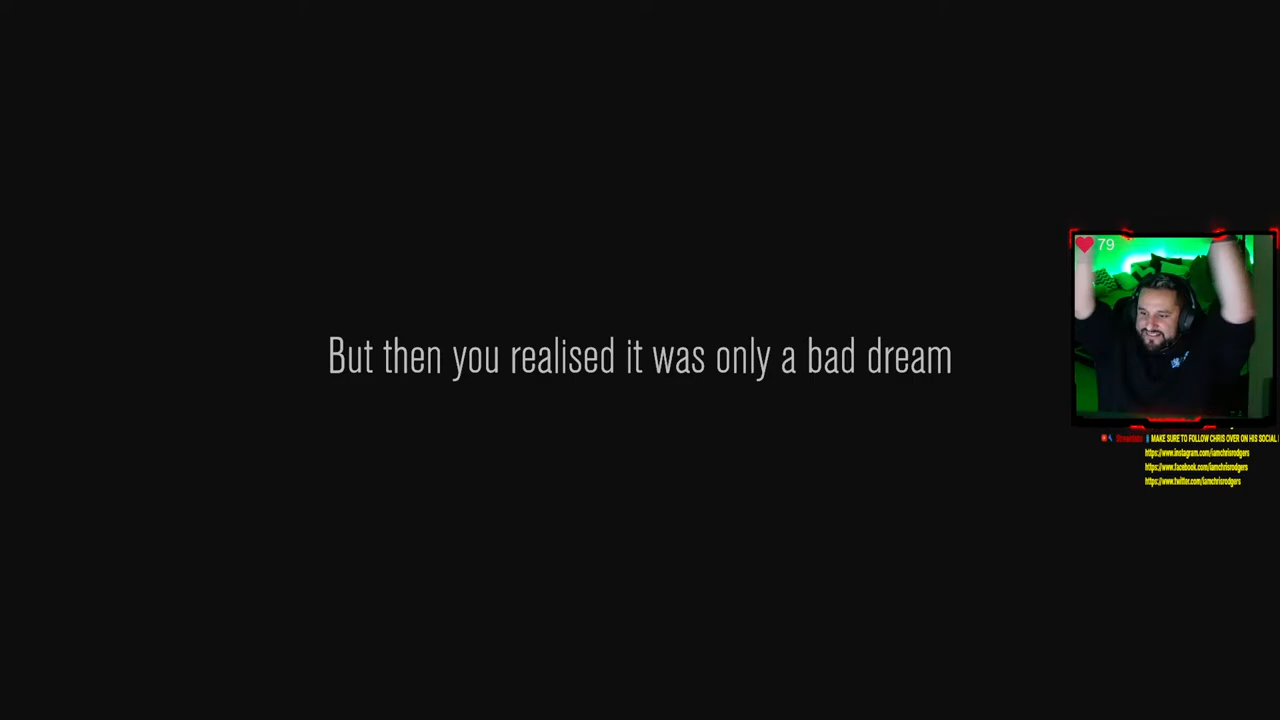 But then you realised it was only a bad dream
79
Streamlabs MAKE SURE TO FOLLOW CHRIS OVER ON HIS SOCIAL
https://www.instagram.com/iamchrisrodgers
https://www.facebook.com/iamchrisrodgers
https://www.twitter.com/iamchrisrodgers